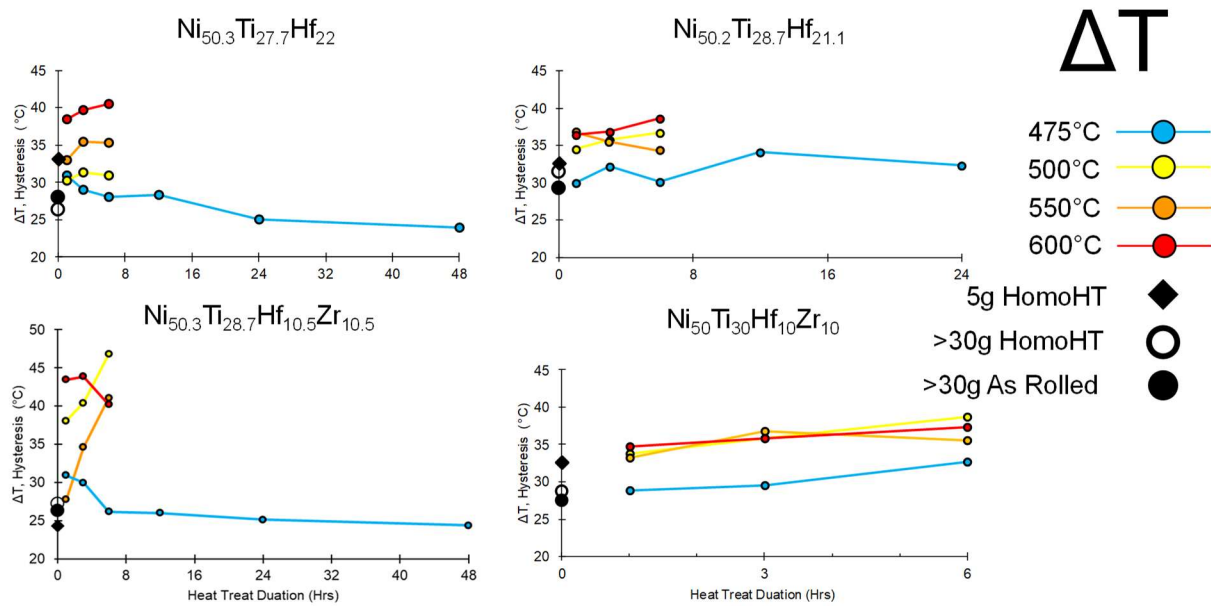 Ni50.3Ti27.7Hf22
Ni50.2Ti28.7Hf21.1
ΔT
ΔT, Hysteresis (°C)
45
40
35
30
25
20
0 8 16 24 32 40 48
ΔT, Hysteresis (°C)
45
40
35
30
25
20
0 8 16 24
475°C
500°C
550°C
600°C
5g HomoHT
>30g HomoHT
>30g As Rolled
Ni50.3Ti28.7Hf10.5Zr10.5
Ni50Ti30Hf10Zr10
ΔT, Hysteresis (°C)
50
45
40
35
30
25
20
0 8 16 24 32 40 48
Heat Treat Duation (Hrs)
ΔT, Hysteresis (°C)
45
40
35
30
25
20
0 3 6
Heat Treat Duation (Hrs)